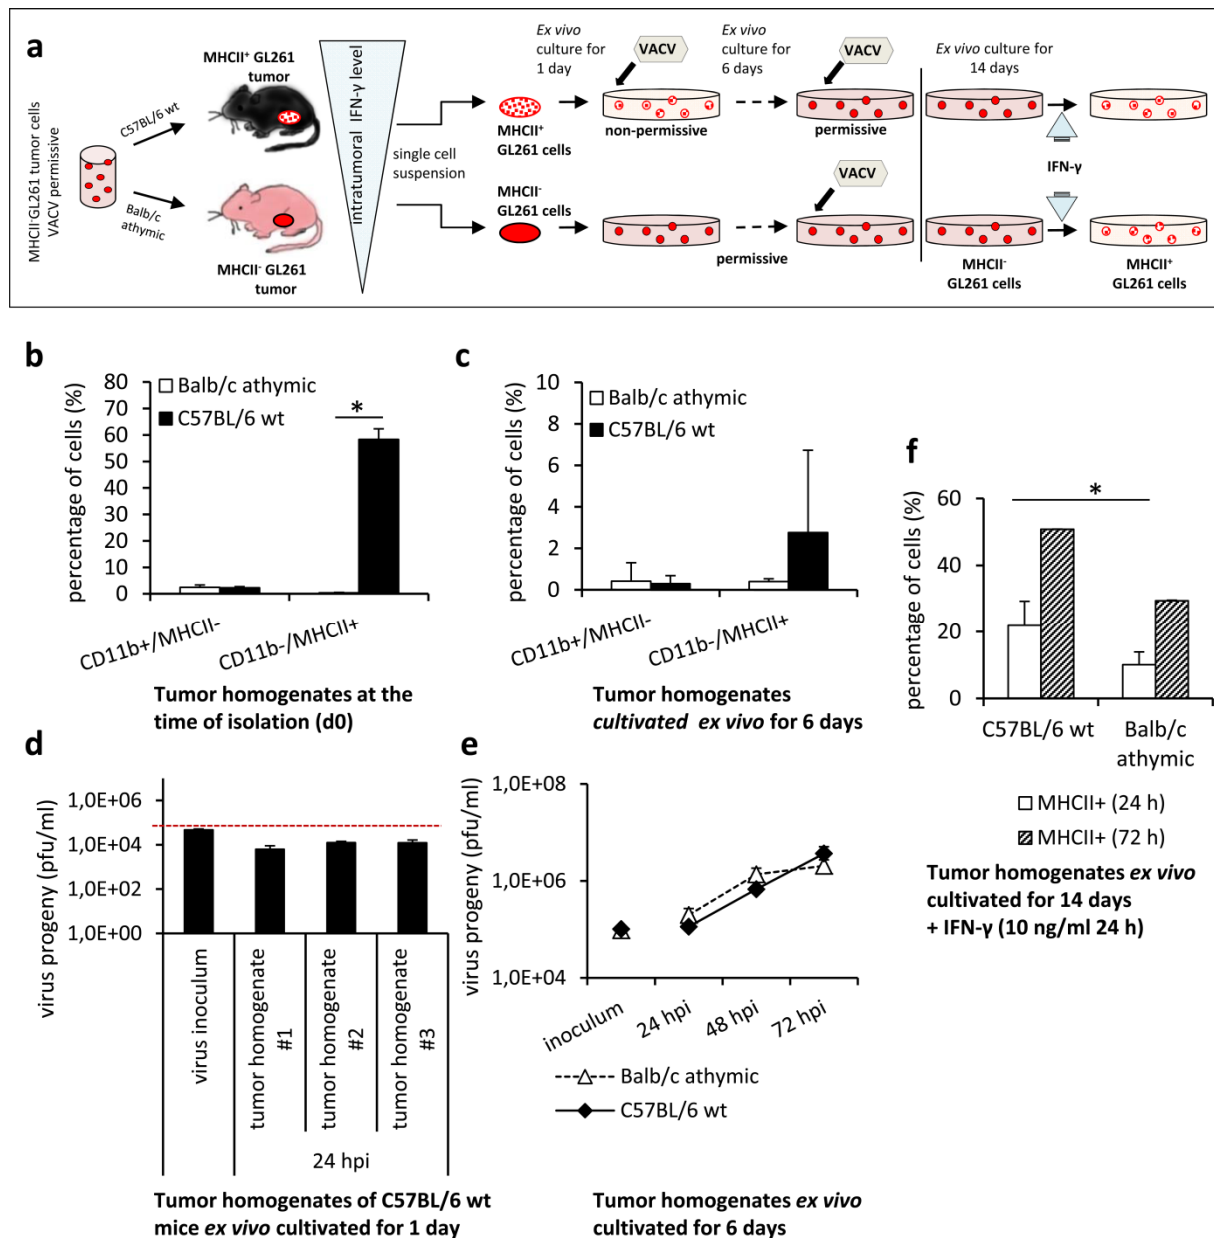 a
MHCII-GL261 tumor cells
VACV permissive
C57BL/6 wt
Balb/c
athymic
MHCII+ GL261
tumor
MHCII- GL261
tumor
Intratumoral IFN-γ level
single cell
suspension
MHCII+
GL261 cells
MHCII-
GL261 cells
Ex vivo
culture for
1 day
VACV
non-permissive
Ex vivo
culture for
6 days
VACV
permissive
VACV
permissive
Ex vivo culture for
14 days
IFN-γ
MHCII-
GL261 cells
MHCII+
GL261 cells
b
percentage of cells (%)
80
70
60
50
40
30
20
10
0
Balb/c athymic
C57BL/6 wt
*
CD11b+/MHCII-
CD11b-/MHCII+
Tumor homogenates at the
time of isolation (d0)
c
percentage of cells (%)
10
8
6
4
2
0
Balb/c athymic
C57BL/6 wt
CD11b+/MHCII-
CD11b-/MHCII+
Tumor homogenates
cultivated ex vivo for 6 days
d
virus progeny (pfu/ml)
1,0E+06
1,0E+04
1,0E+02
1,0E+00
virus inoculum
tumor homogenate
#1
tumor homogenate
#2
tumor homogenate
#3
24 hpi
Tumor homogenates of C57BL/6 wt
mice ex vivo cultivated for 1 day
e
virus progeny (pfu/ml)
1,0E+08
1,0E+06
1,0E+04
inoculum
24 hpi
48 hpi
72 hpi
Balb/c athymic
C57BL/6 wt
Tumor homogenates ex vivo
cultivated for 6 days
f
percentage of cells (%)
60
40
20
0
*
C57BL/6 wt
Balb/c
athymic
MHCII+ (24 h)
MHCII+ (72 h)
Tumor homogenates ex vivo
cultivated for 14 days
+ IFN-γ (10 ng/ml 24 h)